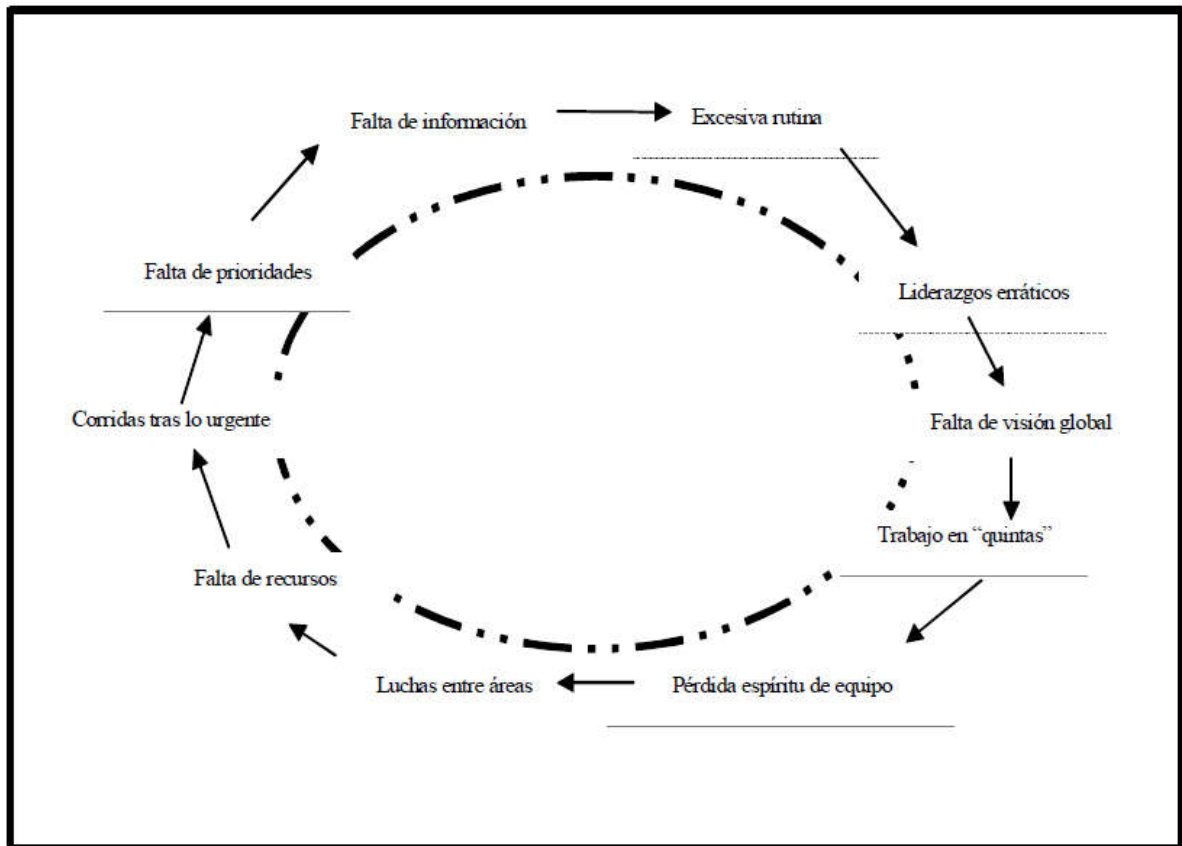 Falta de información
Excesiva rutina
Falta de prioridades
Liderazgos erráticos
Corridas tras lo urgente
Falta de visión global
Trabajo en “quintas”
Falta de recursos
Luchas entre áreas
Pérdida espíritu de equipo